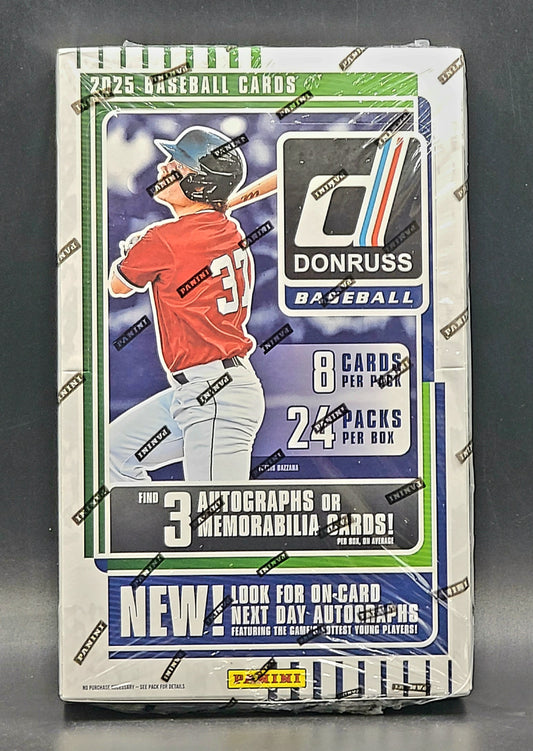 2025 BASEBALL CARDS
37
d
DONRUSS
BASEBALL
8 CARDS
PER PACK
24 PACKS
PER BOX
BAZZANA
FIND 3 AUTOGRAPHS OR
MEMORABILIA CARDS!
PER BOX, ON AVERAGE
NEW! LOOK FOR ON-CARD
NEXT DAY AUTOGRAPHS
FEATURING THE GAME'S HOTTEST YOUNG PLAYERS!
PANINI
NO PURCHASE NECESSARY – SEE PACK FOR DETAILS